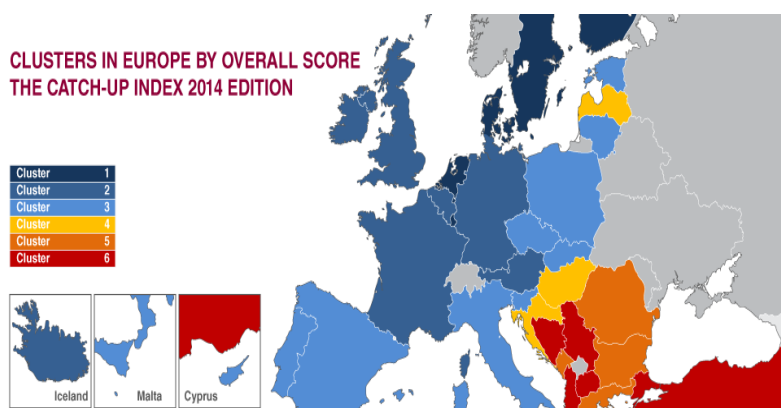 CLUSTERS IN EUROPE BY OVERALL SCORE
THE CATCH-UP INDEX 2014 EDITION
Cluster 1
Cluster 2
Cluster 3
Cluster 4
Cluster 5
Cluster 6
Iceland
Malta
Cyprus